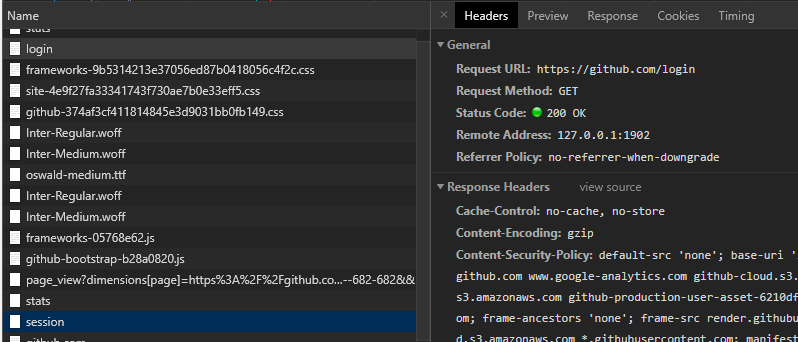 Name
stats
login
frameworks-9b5314213e37056ed87b0418056c4f2c.css
site-4e9f27fa33341743f730ae7b0e33eff5.css
github-374af3cf411814845e3d9031bb0fb149.css
Inter-Regular.woff
Inter-Medium.woff
oswald-medium.ttf
Inter-Regular.woff
Inter-Medium.woff
frameworks-05768e62.js
github-bootstrap-b28a0820.js
page_view?dimensions[page]=https%3A%2F%2Fgithub.co...--682-682&&
stats
session
github.com
× Headers Preview Response Cookies Timing
General
Request URL: https://github.com/login
Request Method: GET
Status Code: 200 OK
Remote Address: 127.0.0.1:1902
Referrer Policy: no-referrer-when-downgrade
Response Headers view source
Cache-Control: no-cache, no-store
Content-Encoding: gzip
Content-Security-Policy: default-src 'none'; base-uri '
github.com www.google-analytics.com github-cloud.s3.
s3.amazonaws.com github-production-user-asset-6210df
om; frame-ancestors 'none'; frame-src render.githubu
d.s3.amazonaws.com *.githubusercontent.com; manifest